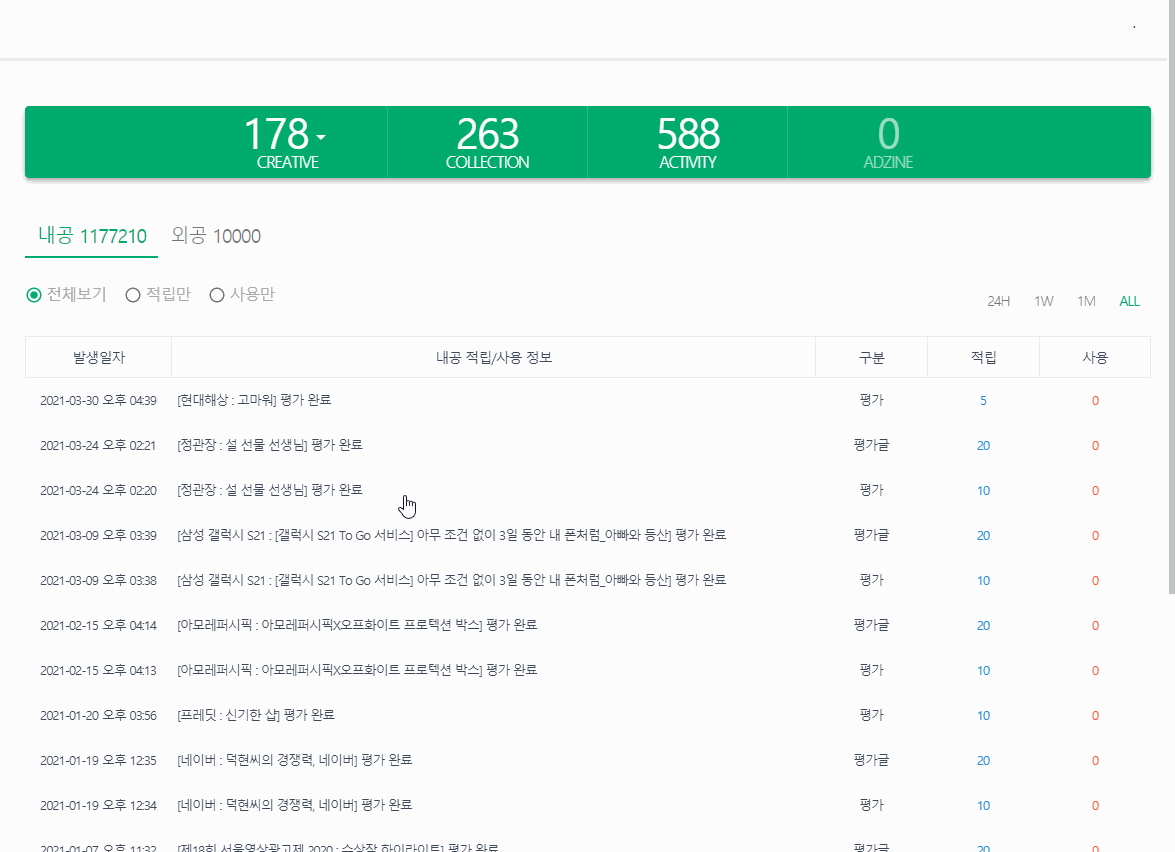 178 263 588 0
CREATIVE COLLECTION ACTIVITY ADZINE
내공 1177210 외공 10000
전체보기 적립만 사용만
24H 1W 1M ALL
발생일자 내공 적립/사용 정보 구분 적립 사용
2021-03-30 오후 04:39 [현대해상 : 고마워] 평가 완료 평가 5 0
2021-03-24 오후 02:21 [정관장 : 설 선물 선생님] 평가 완료 평가글 20 0
2021-03-24 오후 02:20 [정관장 : 설 선물 선생님] 평가 완료 평가 10 0
2021-03-09 오후 03:39 [삼성 갤럭시 S21 : [갤럭시 S21 To Go 서비스] 아무 조건 없이 3일 동안 내 폰처럼_아빠와 등산] 평가 완료 평가글 20 0
2021-03-09 오후 03:38 [삼성 갤럭시 S21 : [갤럭시 S21 To Go 서비스] 아무 조건 없이 3일 동안 내 폰처럼_아빠와 등산] 평가 완료 평가 10 0
2021-02-15 오후 04:14 [아모레퍼시픽 : 아모레퍼시픽X오프화이트 프로텍션 박스] 평가 완료 평가글 20 0
2021-02-15 오후 04:13 [아모레퍼시픽 : 아모레퍼시픽X오프화이트 프로텍션 박스] 평가 완료 평가 10 0
2021-01-20 오후 03:56 [프레딧 : 신기한 샵] 평가 완료 평가 10 0
2021-01-19 오후 12:35 [네이버 : 덕현씨의 경쟁력, 네이버] 평가 완료 평가글 20 0
2021-01-19 오후 12:34 [네이버 : 덕현씨의 경쟁력, 네이버] 평가 완료 평가 10 0
2021-01-07 오후 11:32 [제18회 서울영상광고제 2020 : 수상작 하이라이트] 평가 완료 평가글 20 0